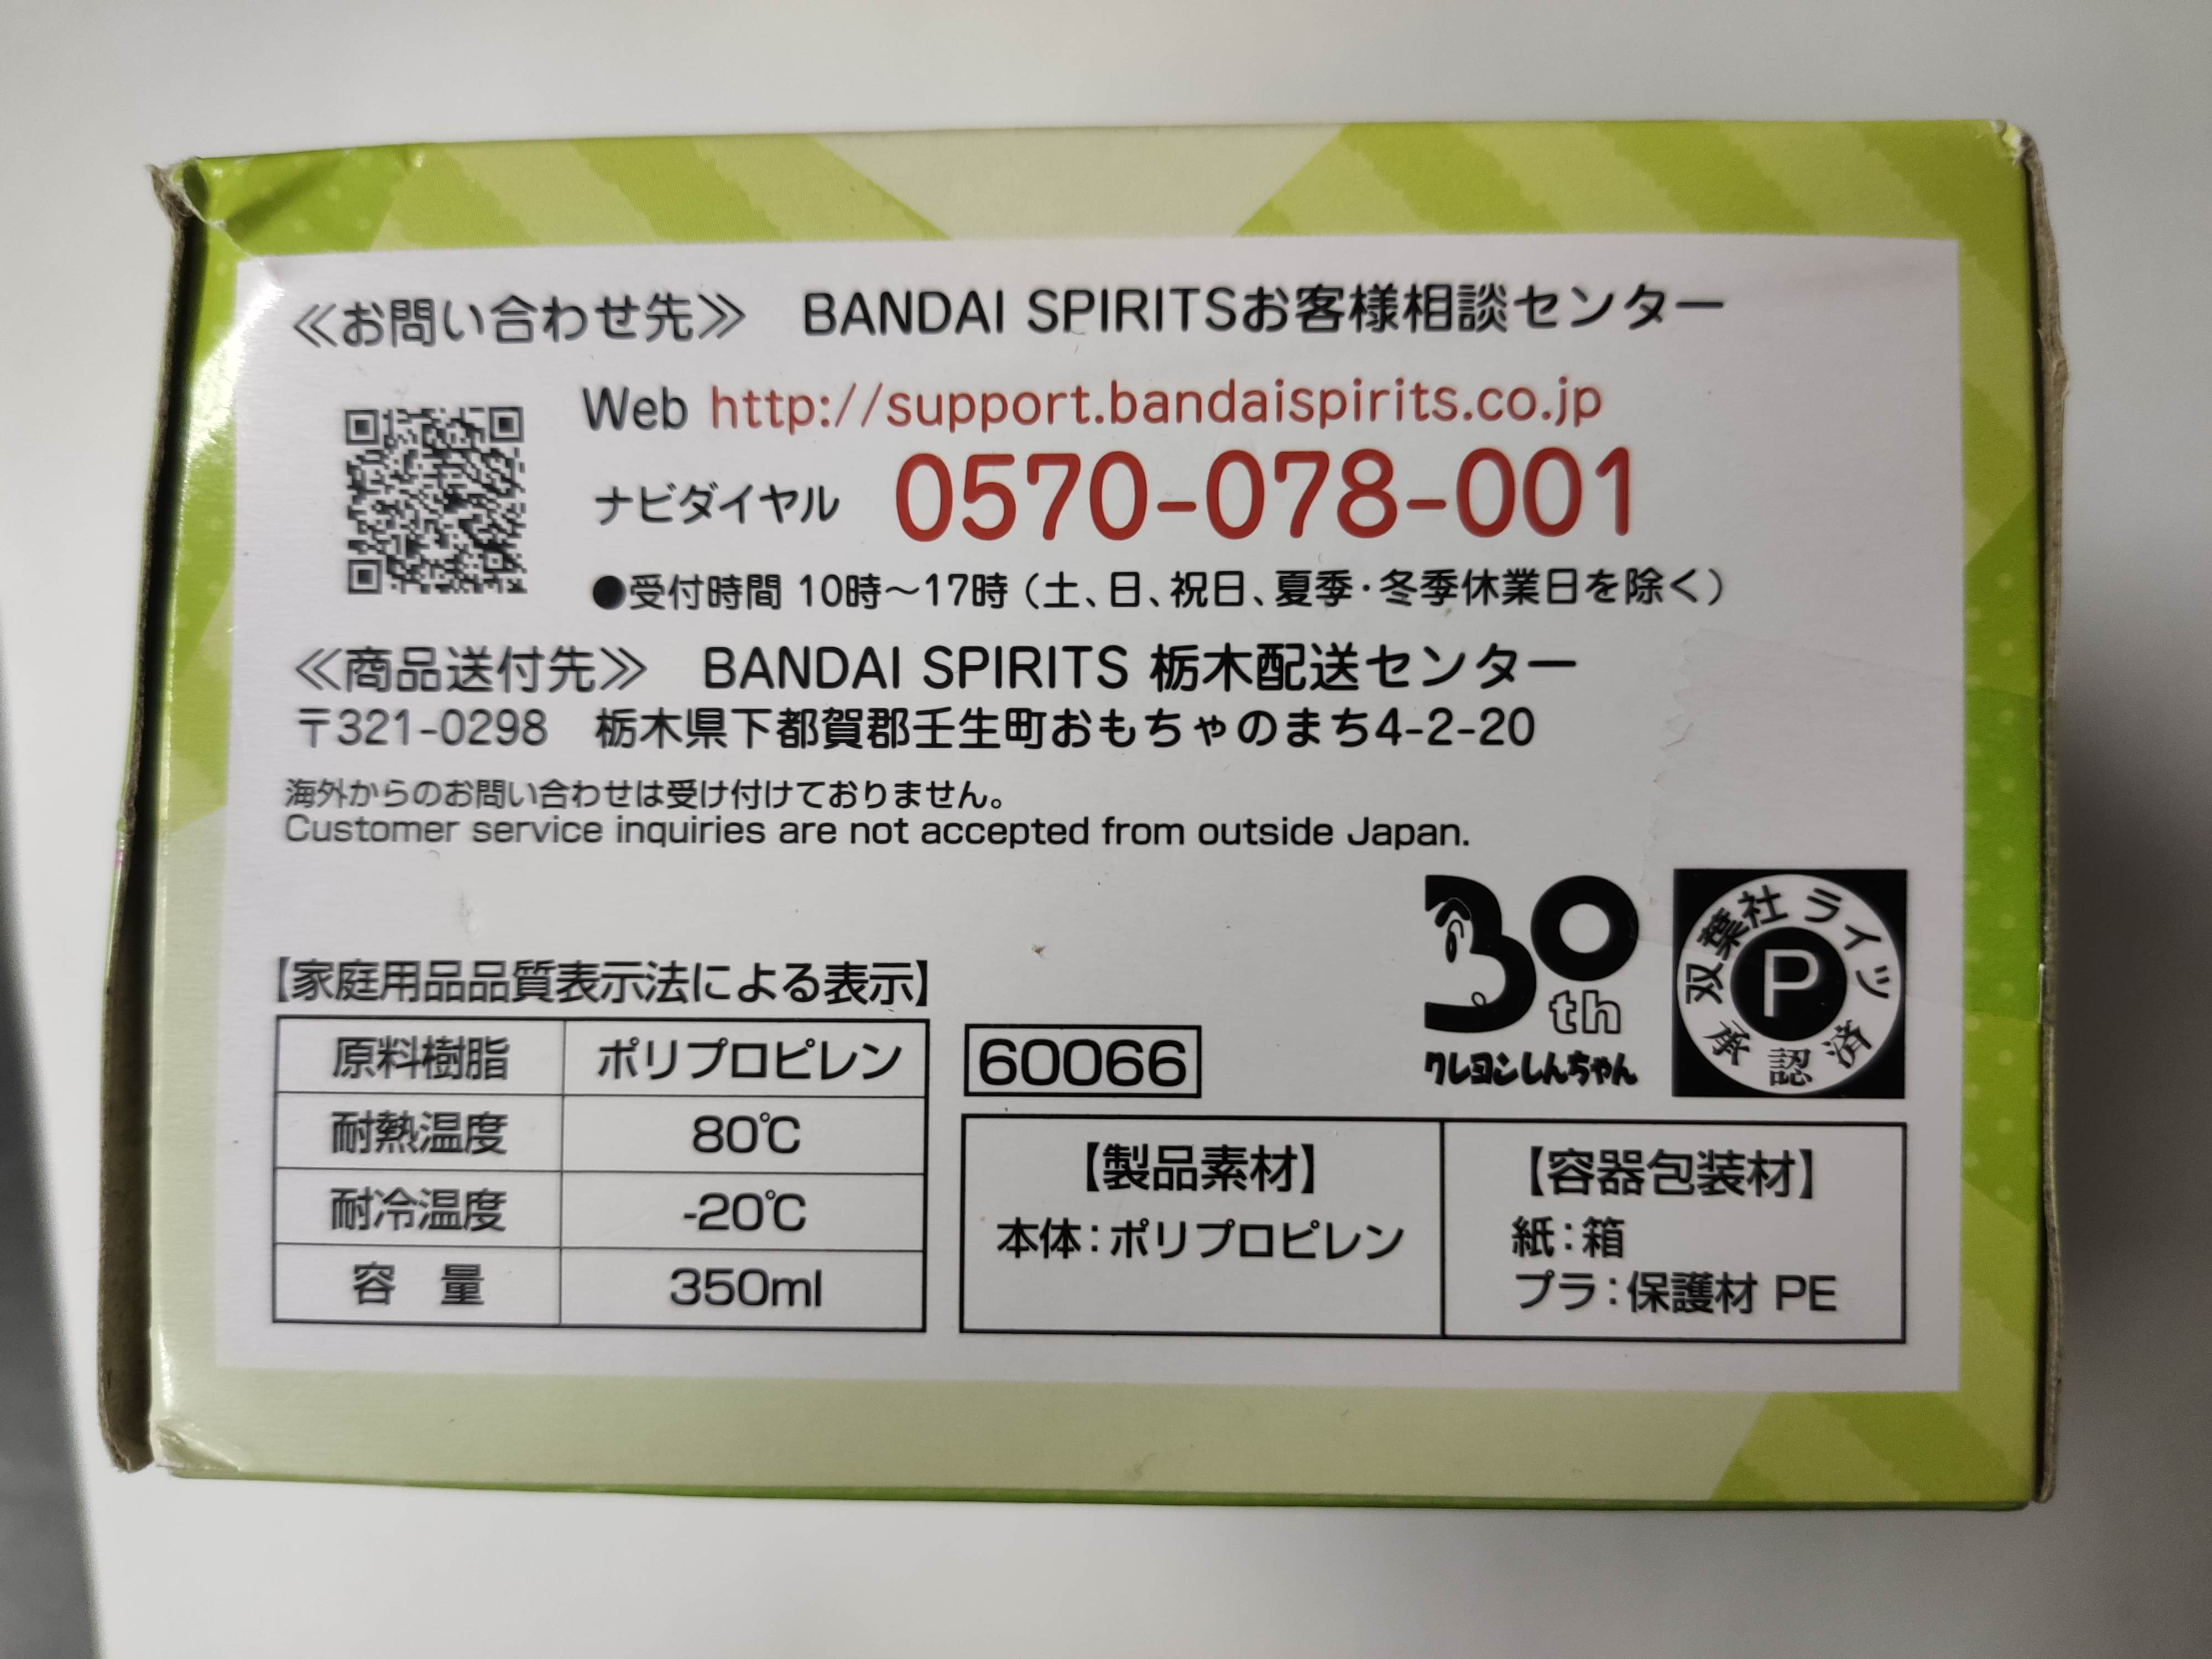 ≪お問い合わせ先≫ BANDAI SPIRITSお客様相談センター
Web http://support.bandaispirits.co.jp
ナビダイヤル 0570-078-001
●受付時間 10時〜17時（土、日、祝日、夏季・冬季休業日を除く）
≪商品送付先≫ BANDAI SPIRITS 栃木配送センター
〒321-0298 栃木県下都賀郡壬生町おもちゃのまち4-2-20
海外からのお問い合わせは受け付けておりません。
Customer service inquiries are not accepted from outside Japan.
30th
クレヨンしんちゃん
双葉社ライツ
P
承認済
【家庭用品品質表示法による表示】
原料樹脂 ポリプロピレン
耐熱温度 80℃
耐冷温度 -20℃
容 量 350ml
60066
【製品素材】
本体：ポリプロピレン
【容器包装材】
紙：箱
プラ：保護材 PE